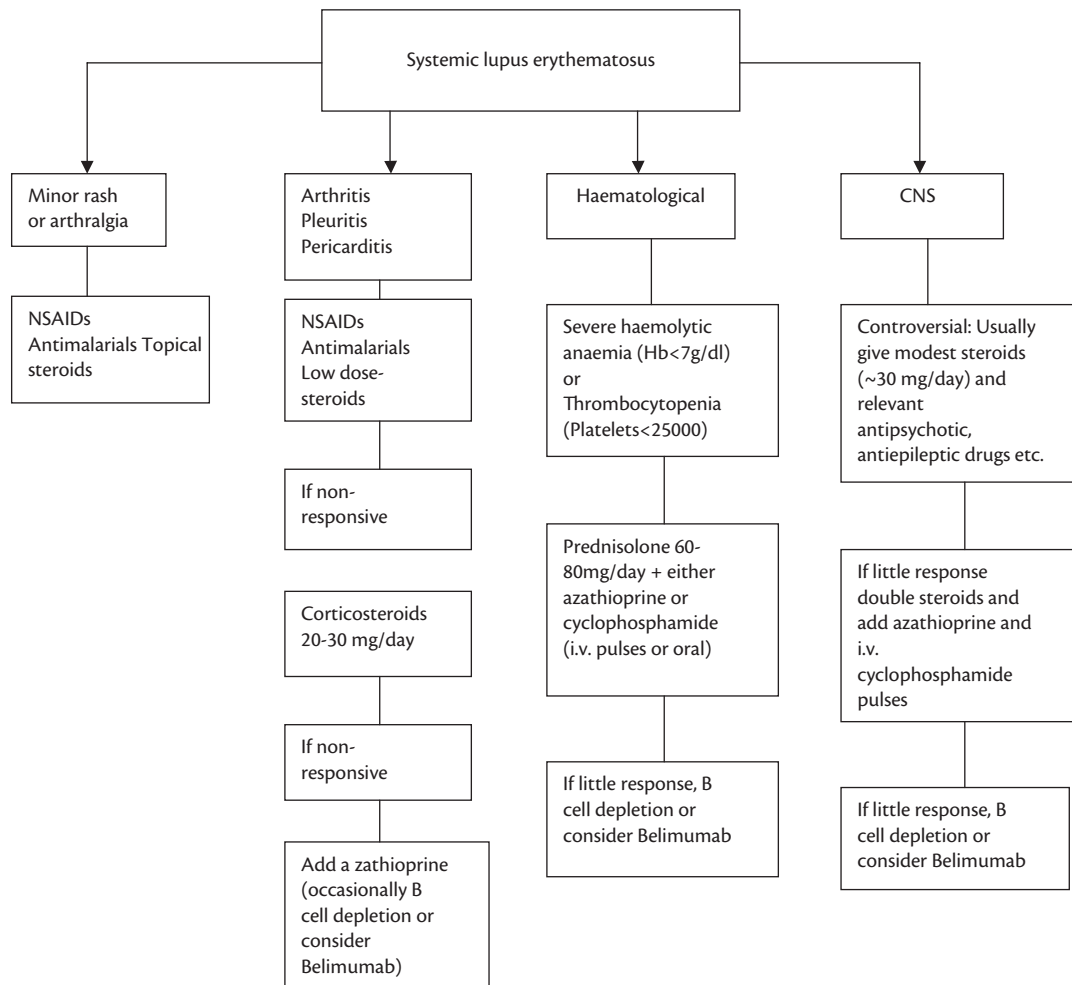 Systemic lupus erythematosus
Minor rash
or arthralgia
NSAIDs
Antimalarials Topical
steroids
Arthritis
Pleuritis
Pericarditis
NSAIDs
Antimalarials
Low dose-
steroids
If non-
responsive
Corticosteroids
20-30 mg/day
If non-
responsive
Add a zathioprine
(occasionally B
cell depletion or
consider
Belimumab)
Haematological
Severe haemolytic
anaemia (Hb<7g/dl)
or
Thrombocytopenia
(Platelets<25000)
Prednisolone 60-
80mg/day + either
azathioprine or
cyclophosphamide
(i.v. pulses or oral)
If little response, B
cell depletion or
consider Belimumab
CNS
Controversial: Usually
give modest steroids
(~30 mg/day) and
relevant
antipsychotic,
antiepileptic drugs etc.
If little response
double steroids and
add azathioprine and
i.v.
cyclophosphamide
pulses
If little response, B
cell depletion or
consider Belimumab